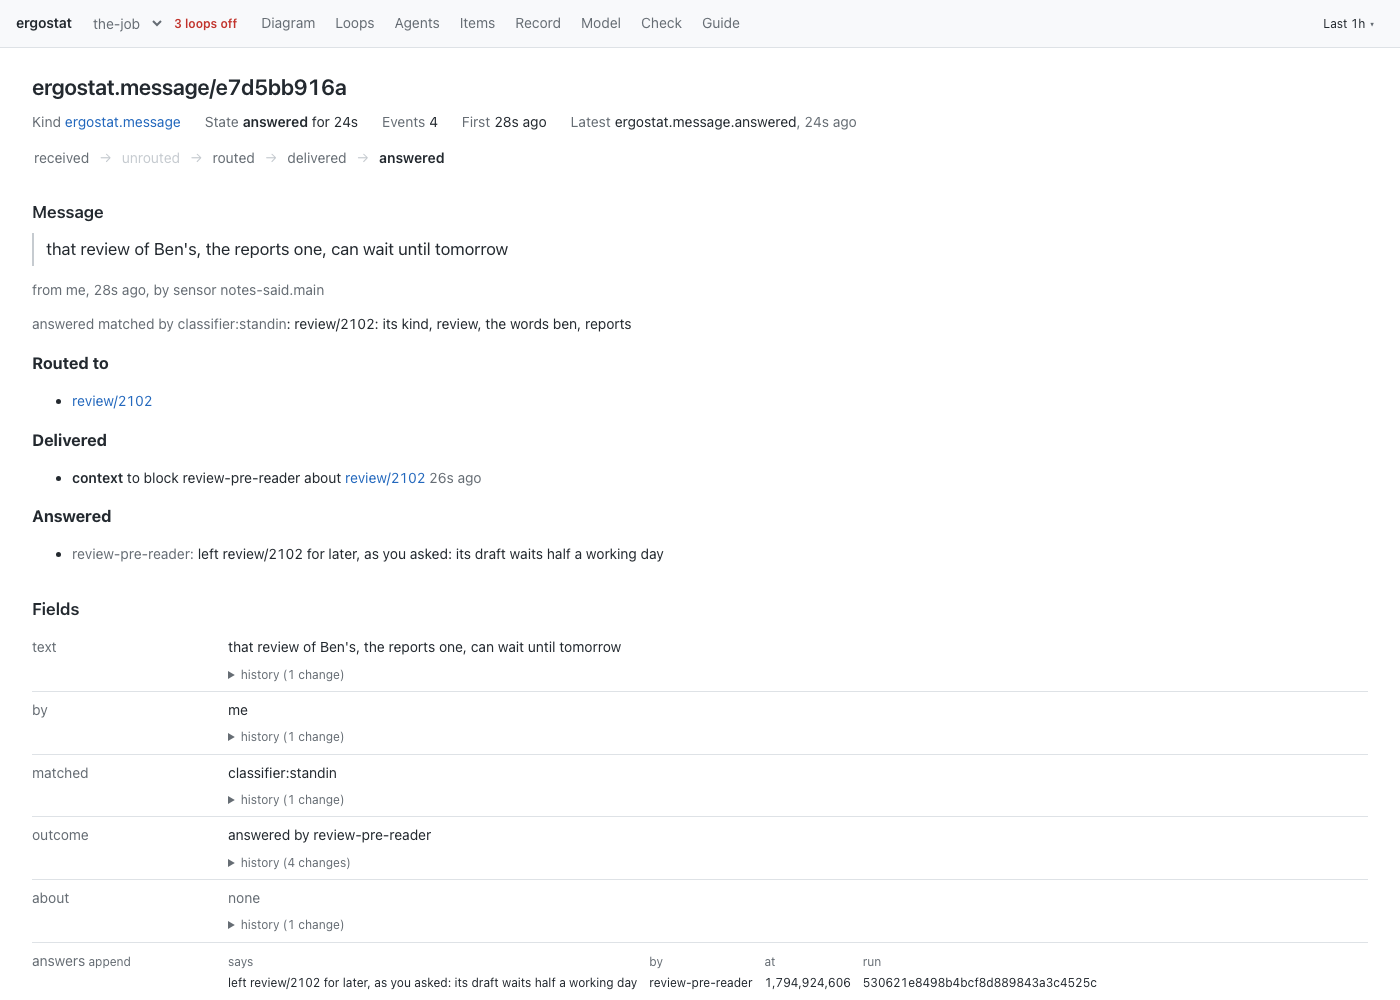 ergostat the-job 3 loops off Diagram Loops Agents Items Record Model Check Guide Last 1h
ergostat.message/e7d5bb916a
Kind ergostat.message State answered for 24s Events 4 First 28s ago Latest ergostat.message.answered, 24s ago
received → unrouted → routed → delivered → answered
Message
that review of Ben's, the reports one, can wait until tomorrow
from me, 28s ago, by sensor notes-said.main
answered matched by classifier:standin: review/2102: its kind, review, the words ben, reports
Routed to
• review/2102
Delivered
• context to block review-pre-reader about review/2102 26s ago
Answered
• review-pre-reader: left review/2102 for later, as you asked: its draft waits half a working day
Fields
text that review of Ben's, the reports one, can wait until tomorrow
history (1 change)
by me
history (1 change)
matched classifier:standin
history (1 change)
outcome answered by review-pre-reader
history (4 changes)
about none
history (1 change)
answers append says by at run
left review/2102 for later, as you asked: its draft waits half a working day review-pre-reader 1,794,924,606 530621e8498b4bcf8d889843a3c4525c